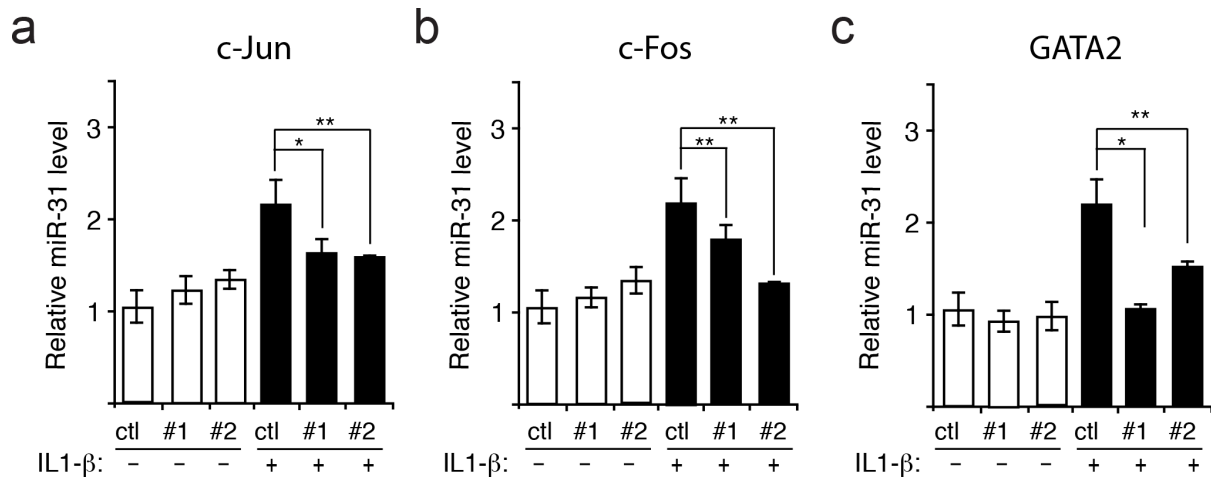 a
c-Jun
Relative miR-31 level
3
2
1
**
*
ctl #1 #2 ctl #1 #2
IL1-β: – – – + + +
b
c-Fos
Relative miR-31 level
3
2
1
**
**
ctl #1 #2 ctl #1 #2
IL1-β: – – – + + +
c
GATA2
Relative miR-31 level
3
2
1
**
*
ctl #1 #2 ctl #1 #2
IL1-β: – – – + + +